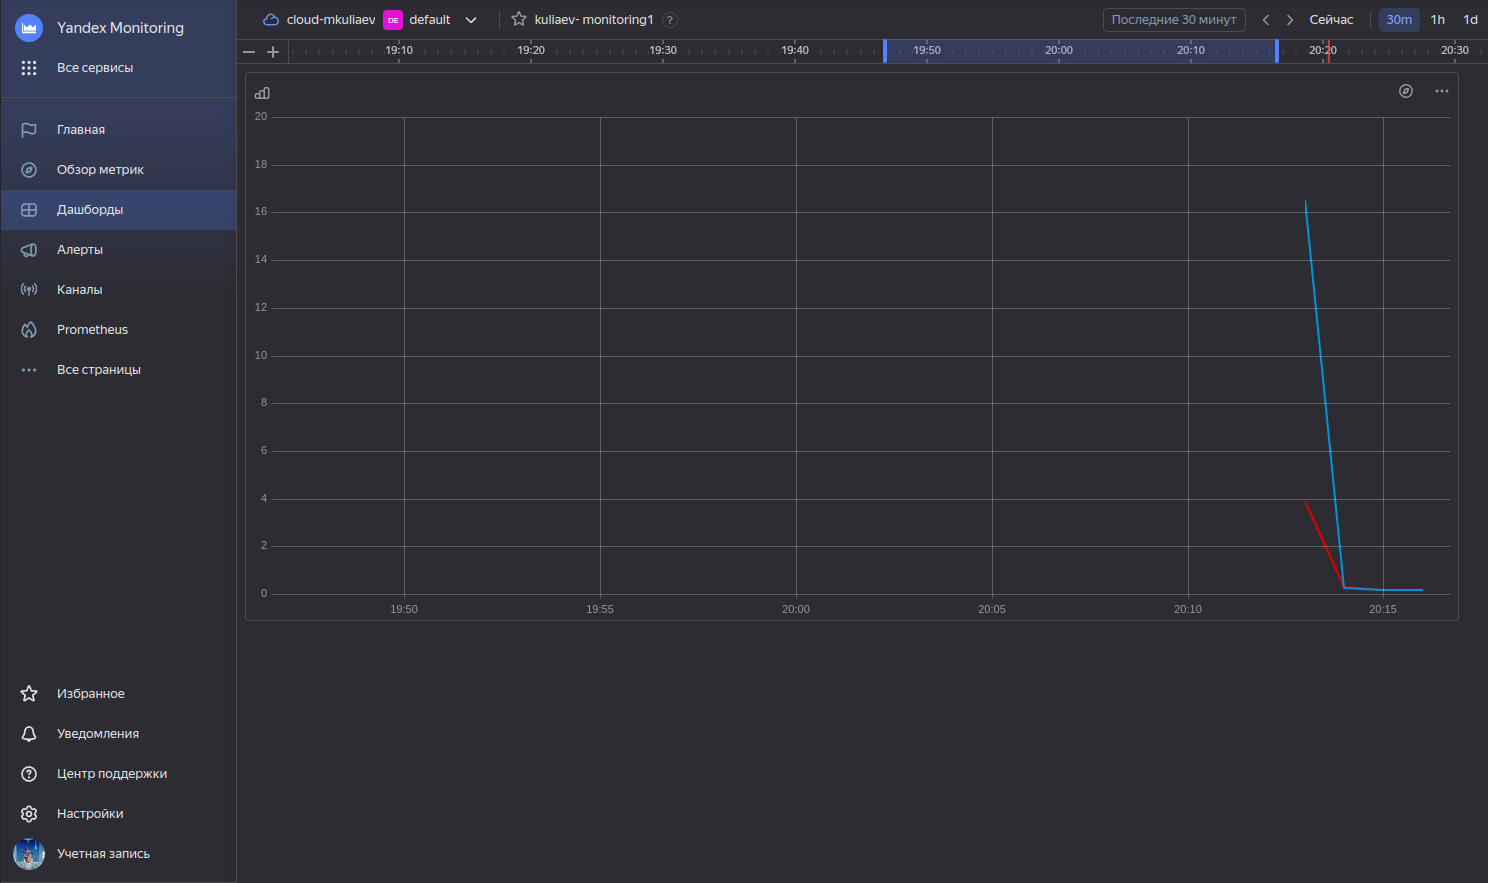 Yandex Monitoring
Все сервисы
Главная
Обзор метрик
Дашборды
Алерты
Каналы
Prometheus
Все страницы
Избранное
Уведомления
Центр поддержки
Настройки
Учетная запись
cloud-mkuliaev DE default kuliaev- monitoring1 ? Последние 30 минут Сейчас 30m 1h 1d
19:10 19:20 19:30 19:40 19:50 20:00 20:10 20:20 20:30
20
18
16
14
12
10
8
6
4
2
0
19:50 19:55 20:00 20:05 20:10 20:15